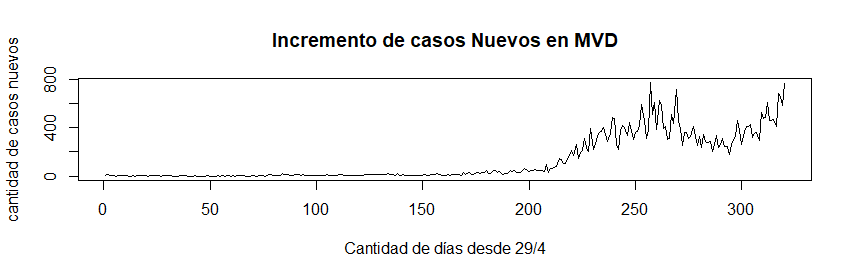 Incremento de casos Nuevos en MVD
cantidad de casos nuevos
800
400
0
0 50 100 150 200 250 300
Cantidad de días desde 29/4